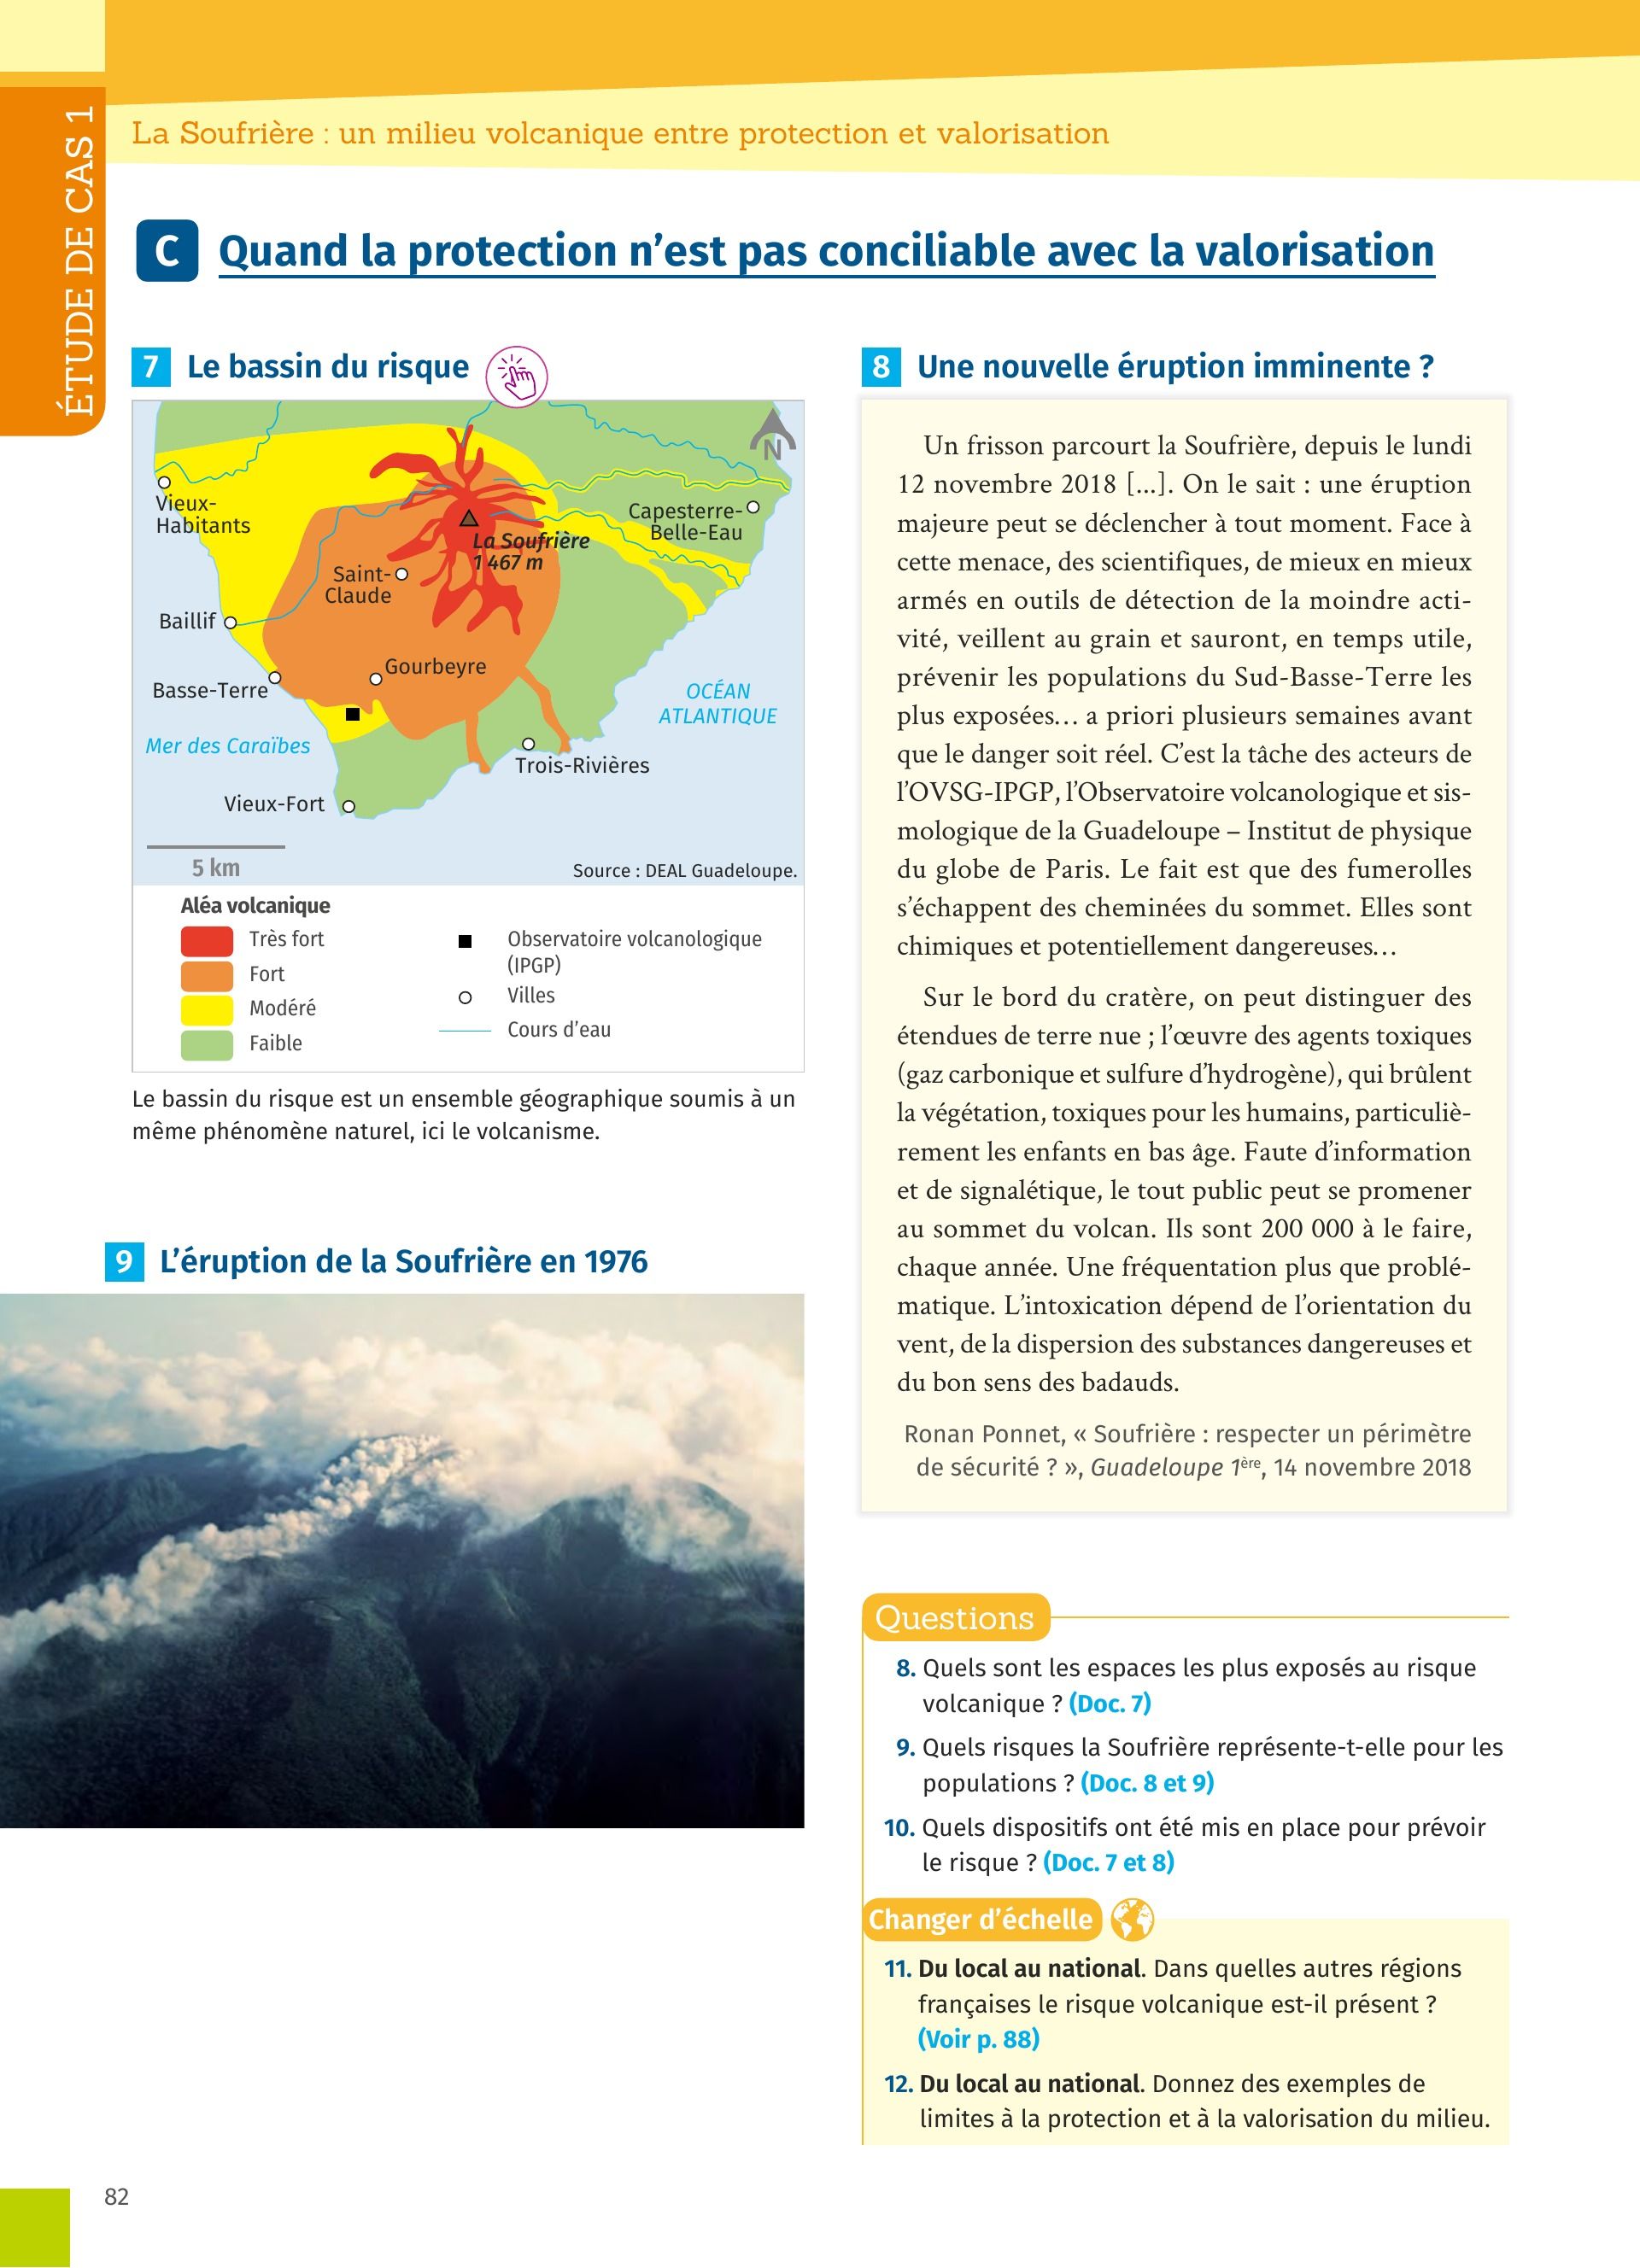 ÉTUDE DE CAS 1
La Soufrière : un milieu volcanique entre protection et valorisation
C Quand la protection n’est pas conciliable avec la valorisation
7 Le bassin du risque
N
Vieux-
Habitants
Capesterre-
Belle-Eau
La Soufrière
1 467 m
Saint-
Claude
Baillif
Gourbeyre
Basse-Terre
OCÉAN
ATLANTIQUE
Mer des Caraïbes
Trois-Rivières
Vieux-Fort
5 km
Source : DEAL Guadeloupe.
Aléa volcanique
Très fort
Fort
Modéré
Faible
Observatoire volcanologique
(IPGP)
Villes
Cours d’eau
Le bassin du risque est un ensemble géographique soumis à un
même phénomène naturel, ici le volcanisme.
9 L’éruption de la Soufrière en 1976
8 Une nouvelle éruption imminente ?
Un frisson parcourt la Soufrière, depuis le lundi
12 novembre 2018 [...]. On le sait : une éruption
majeure peut se déclencher à tout moment. Face à
cette menace, des scientifiques, de mieux en mieux
armés en outils de détection de la moindre acti-
vité, veillent au grain et sauront, en temps utile,
prévenir les populations du Sud-Basse-Terre les
plus exposées… a priori plusieurs semaines avant
que le danger soit réel. C’est la tâche des acteurs de
l’OVSG-IPGP, l’Observatoire volcanologique et sis-
mologique de la Guadeloupe – Institut de physique
du globe de Paris. Le fait est que des fumerolles
s’échappent des cheminées du sommet. Elles sont
chimiques et potentiellement dangereuses…
Sur le bord du cratère, on peut distinguer des
étendues de terre nue ; l’œuvre des agents toxiques
(gaz carbonique et sulfure d’hydrogène), qui brûlent
la végétation, toxiques pour les humains, particuliè-
rement les enfants en bas âge. Faute d’information
et de signalétique, le tout public peut se promener
au sommet du volcan. Ils sont 200 000 à le faire,
chaque année. Une fréquentation plus que problé-
matique. L’intoxication dépend de l’orientation du
vent, de la dispersion des substances dangereuses et
du bon sens des badauds.
Ronan Ponnet, « Soufrière : respecter un périmètre
de sécurité ? », Guadeloupe 1ère, 14 novembre 2018
Questions
8. Quels sont les espaces les plus exposés au risque
volcanique ? (Doc. 7)
9. Quels risques la Soufrière représente-t-elle pour les
populations ? (Doc. 8 et 9)
10. Quels dispositifs ont été mis en place pour prévoir
le risque ? (Doc. 7 et 8)
Changer d’échelle
11. Du local au national. Dans quelles autres régions
françaises le risque volcanique est-il présent ?
(Voir p. 88)
12. Du local au national. Donnez des exemples de
limites à la protection et à la valorisation du milieu.
82